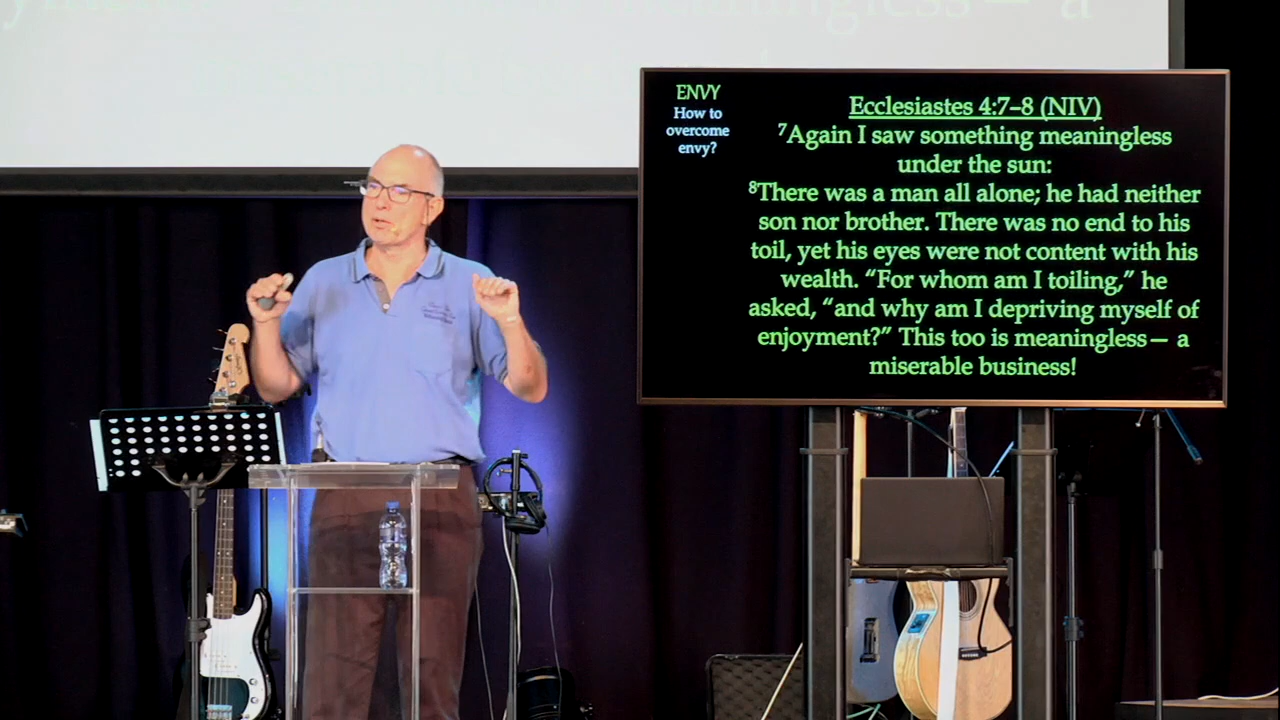 meaningless— a
ENVY
How to
overcome
envy?
Ecclesiastes 4:7–8 (NIV)
⁷Again I saw something meaningless
under the sun:
⁸There was a man all alone; he had neither
son nor brother. There was no end to his
toil, yet his eyes were not content with his
wealth. “For whom am I toiling,” he
asked, “and why am I depriving myself of
enjoyment?” This too is meaningless— a
miserable business!